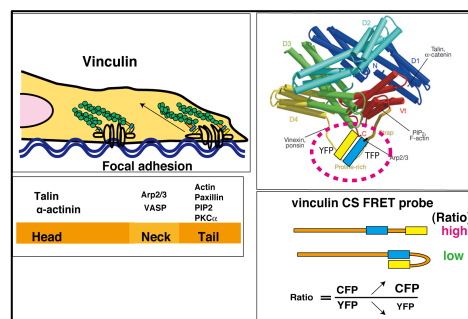 Vinculin
Focal adhesion
Talin
α-actinin
Arp2/3
VASP
Actin
Paxillin
PIP2
PKCα
Head Neck Tail
D2
D3
D1
Talin,
α-catenin
N
D4
Vt
Vinexin,
ponsin
C
Strap
PIP2,
F-actin
YFP TFP
Arp2/3
Proline-rich
vinculin CS FRET probe
(Ratio)
high
low
Ratio = CFP CFP
YFP YFP